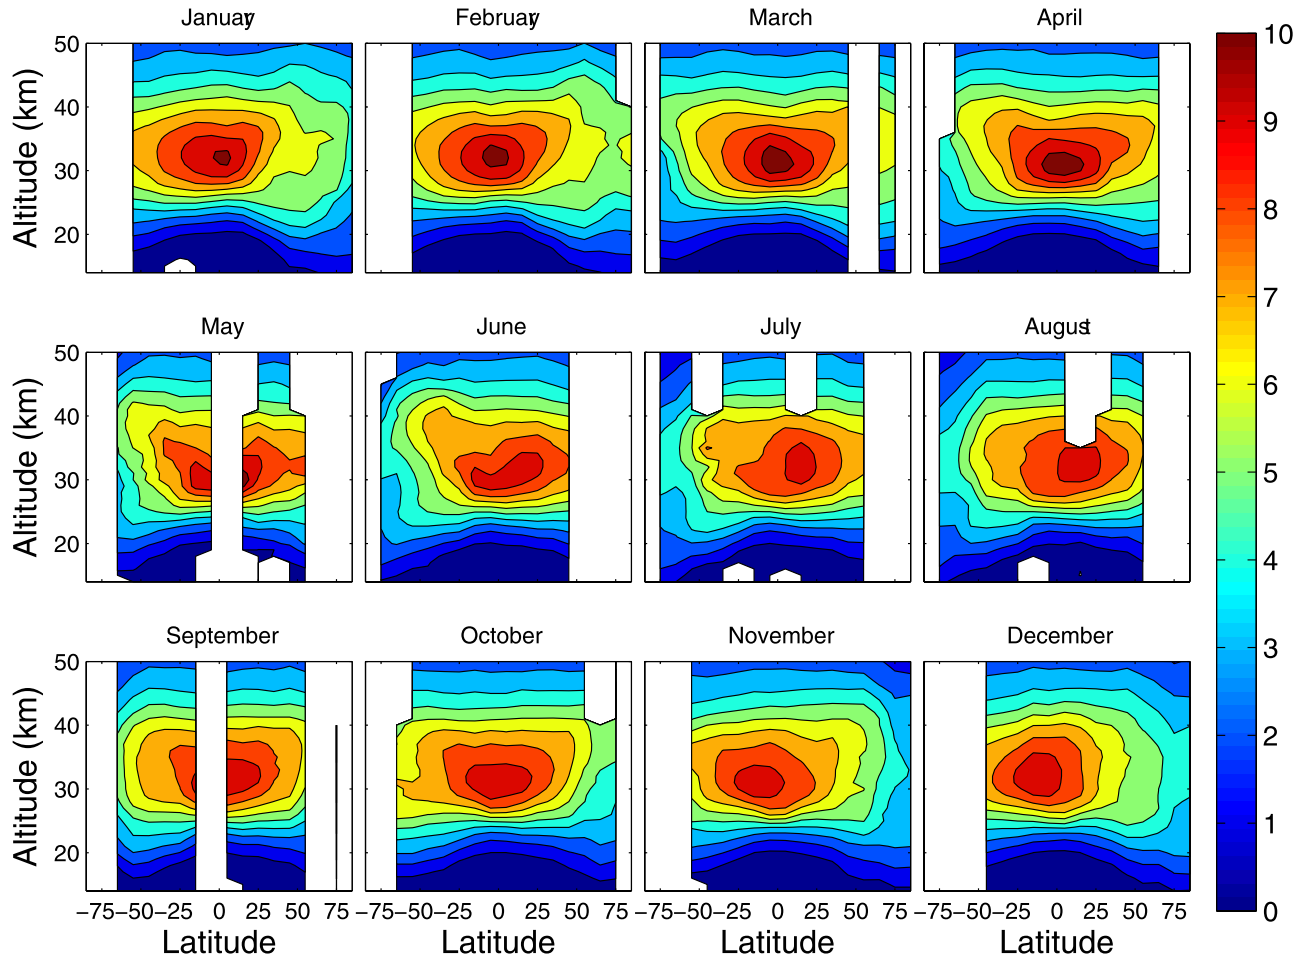 January February March April
50 40 30 20 Altitude (km)
May June July August
50 40 30 20 Altitude (km)
September October November December
50 40 30 20 Altitude (km)
−75 −50 −25 0 25 50 75 −75 −50 −25 0 25 50 75 −75 −50 −25 0 25 50 75 −75 −50 −25 0 25 50 75
Latitude Latitude Latitude Latitude
10
9
8
7
6
5
4
3
2
1
0